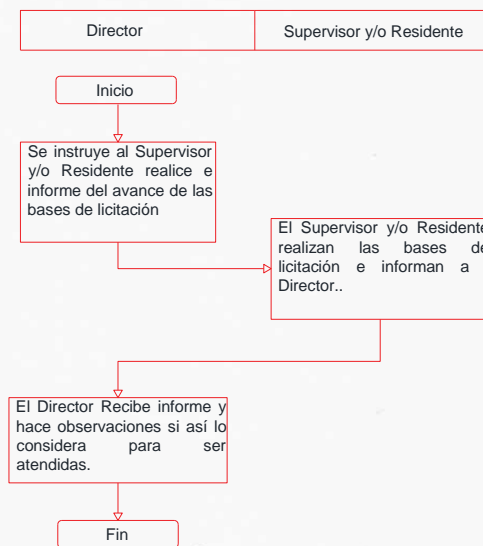 Director
Supervisor y/o Residente
Inicio
Se instruye al Supervisor
y/o Residente realice e
informe del avance de las
bases de licitación
El Supervisor y/o Residente
realizan las bases de
licitación e informan a
Director..
El Director Recibe informe y
hace observaciones si así lo
considera para ser
atendidas.
Fin